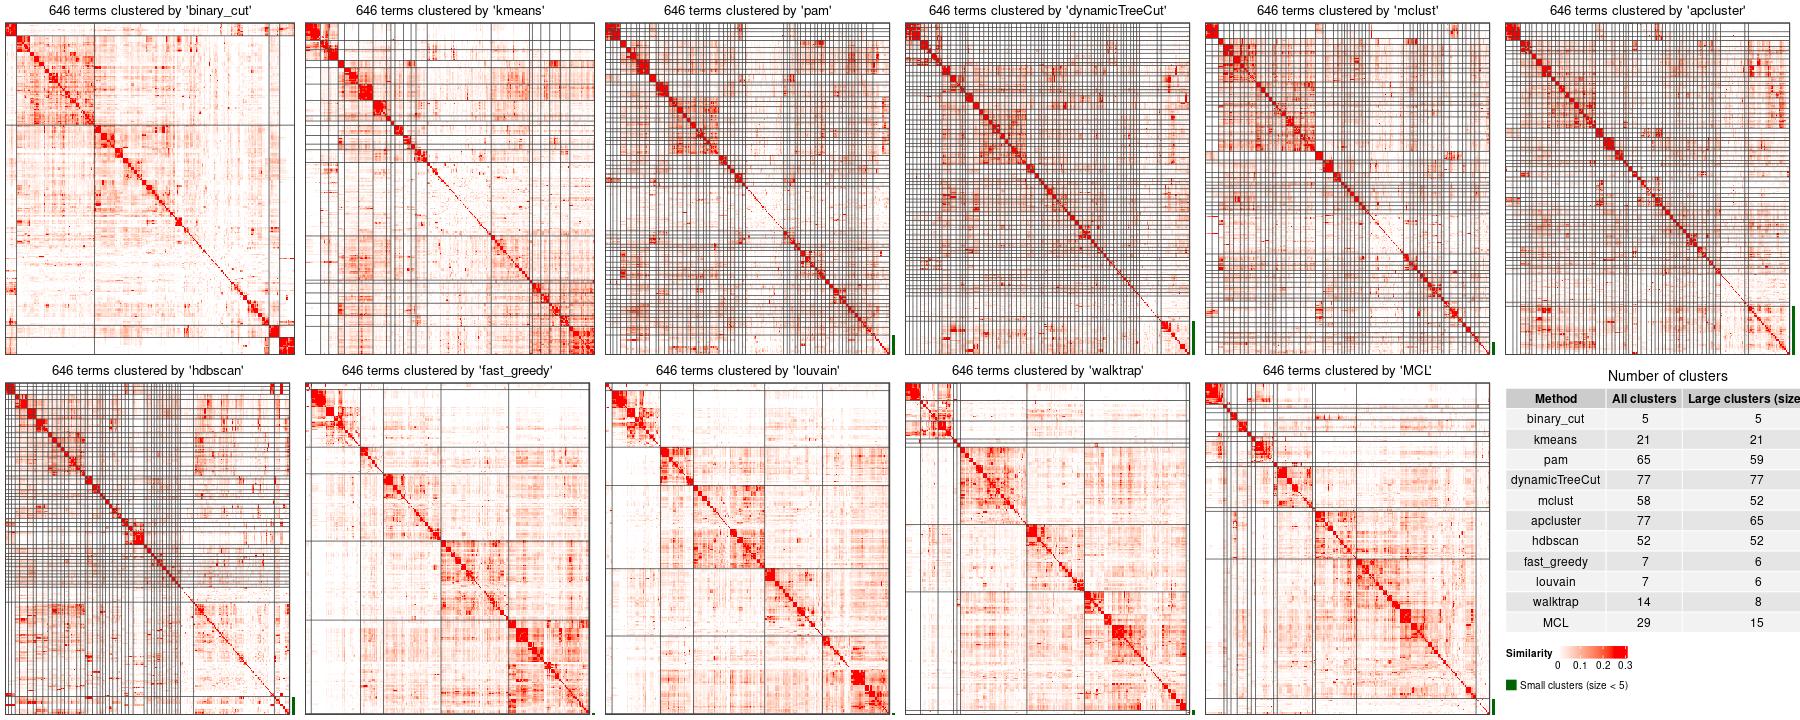 646 terms clustered by 'binary_cut'
646 terms clustered by 'kmeans'
646 terms clustered by 'pam'
646 terms clustered by 'dynamicTreeCut'
646 terms clustered by 'mclust'
646 terms clustered by 'apcluster'
646 terms clustered by 'hdbscan'
646 terms clustered by 'fast_greedy'
646 terms clustered by 'louvain'
646 terms clustered by 'walktrap'
646 terms clustered by 'MCL'
Number of clusters
Method All clusters Large clusters (size
binary_cut 5 5
kmeans 21 21
pam 65 59
dynamicTreeCut 77 77
mclust 58 52
apcluster 77 65
hdbscan 52 52
fast_greedy 7 6
louvain 7 6
walktrap 14 8
MCL 29 15
Similarity
0 0.1 0.2 0.3
Small clusters (size < 5)